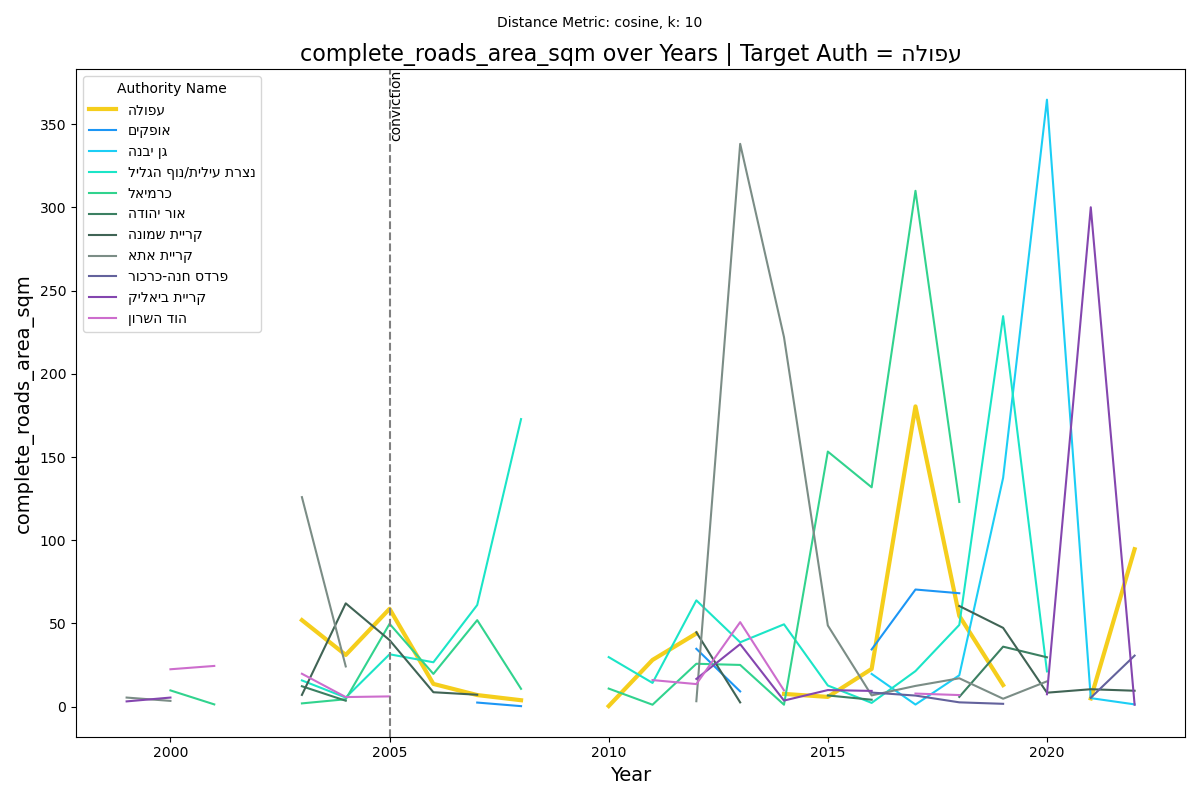 Distance Metric: cosine, k: 10
complete_roads_area_sqm over Years | Target Auth = עפולה
complete_roads_area_sqm
350
300
250
200
150
100
50
0
Authority Name
עפולה
אופקים
גן יבנה
נצרת עילית/נוף הגליל
כרמיאל
אור יהודה
קריית שמונה
קריית אתא
פרדס חנה-כרכור
קריית ביאליק
הוד השרון
conviction
2000 2005 2010 2015 2020
Year